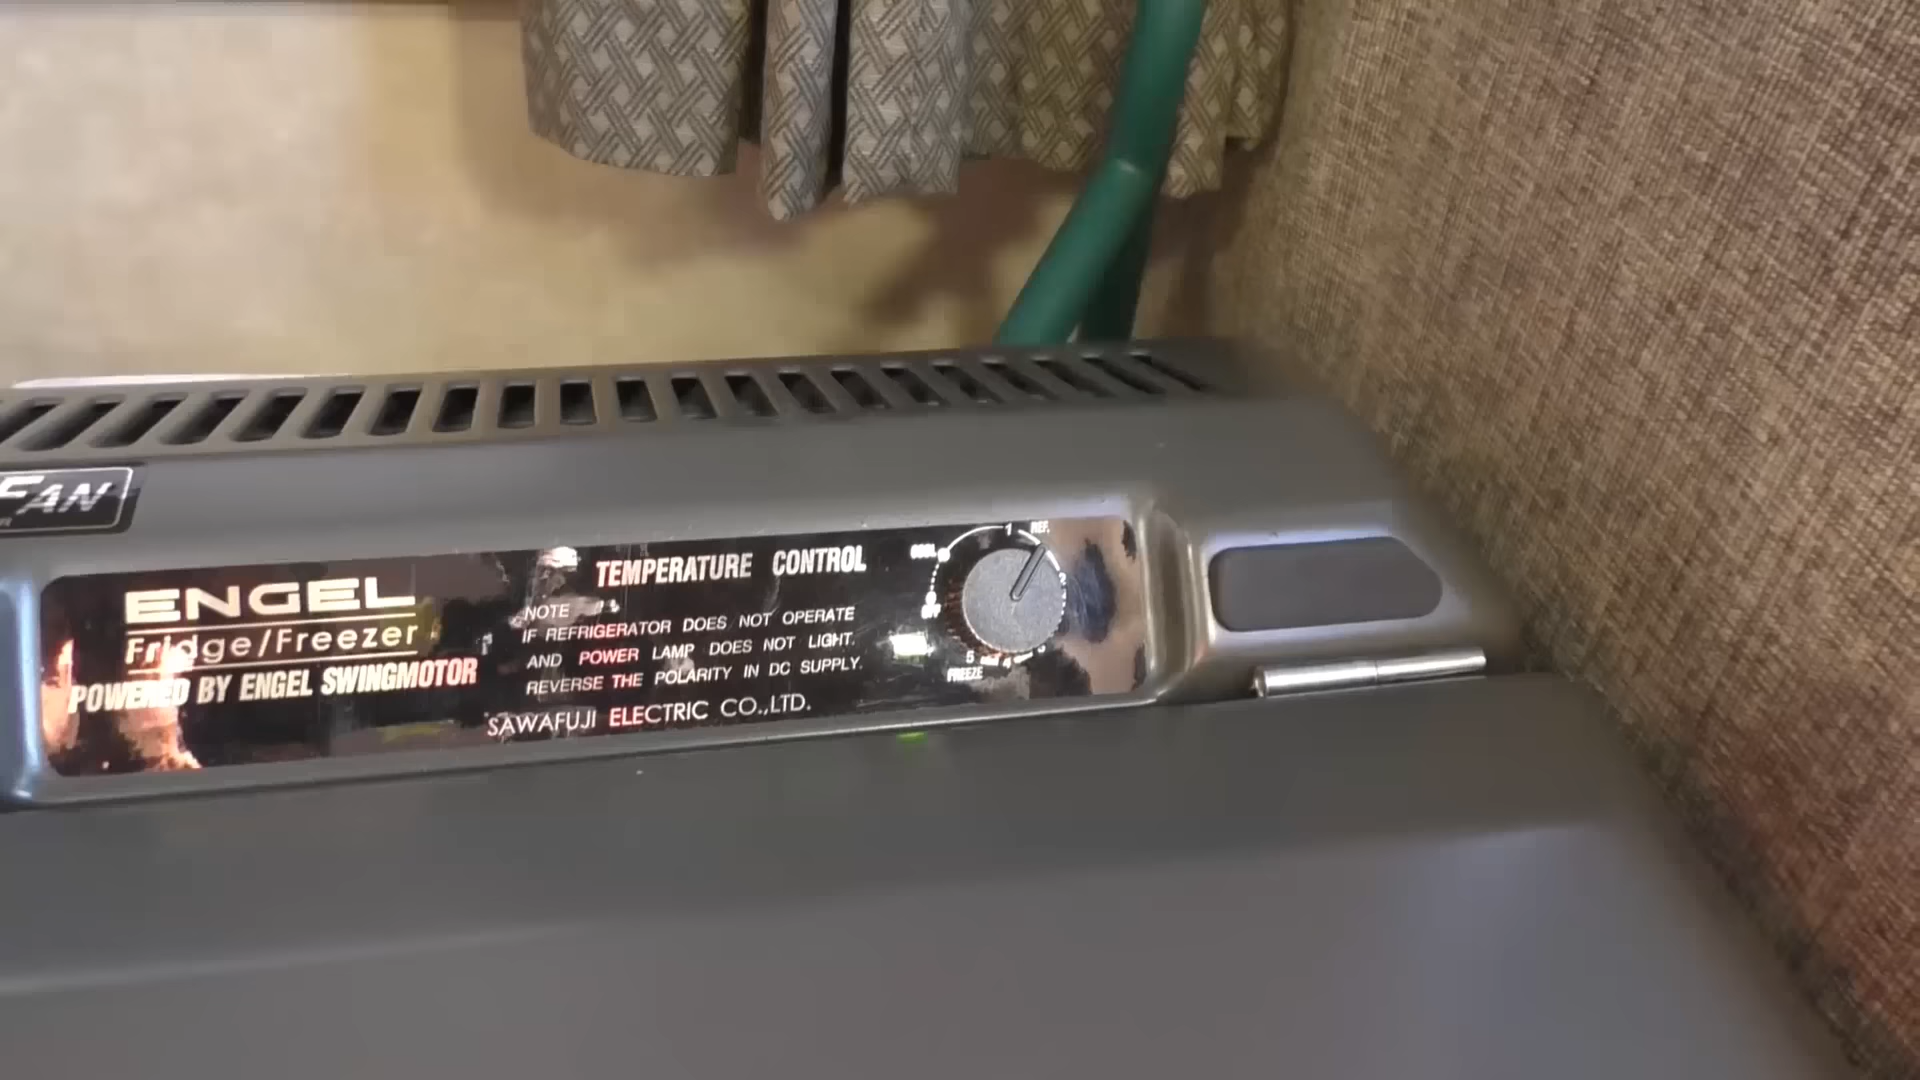 FAN
ENGEL
Fridge/Freezer
POWERED BY ENGEL SWINGMOTOR
TEMPERATURE CONTROL
NOTE
IF REFRIGERATOR DOES NOT OPERATE
AND POWER LAMP DOES NOT LIGHT.
REVERSE THE POLARITY IN DC SUPPLY.
SAWAFUJI ELECTRIC CO.,LTD.
1
REF.
COOL
2
OFF
5
4
3
FREEZE